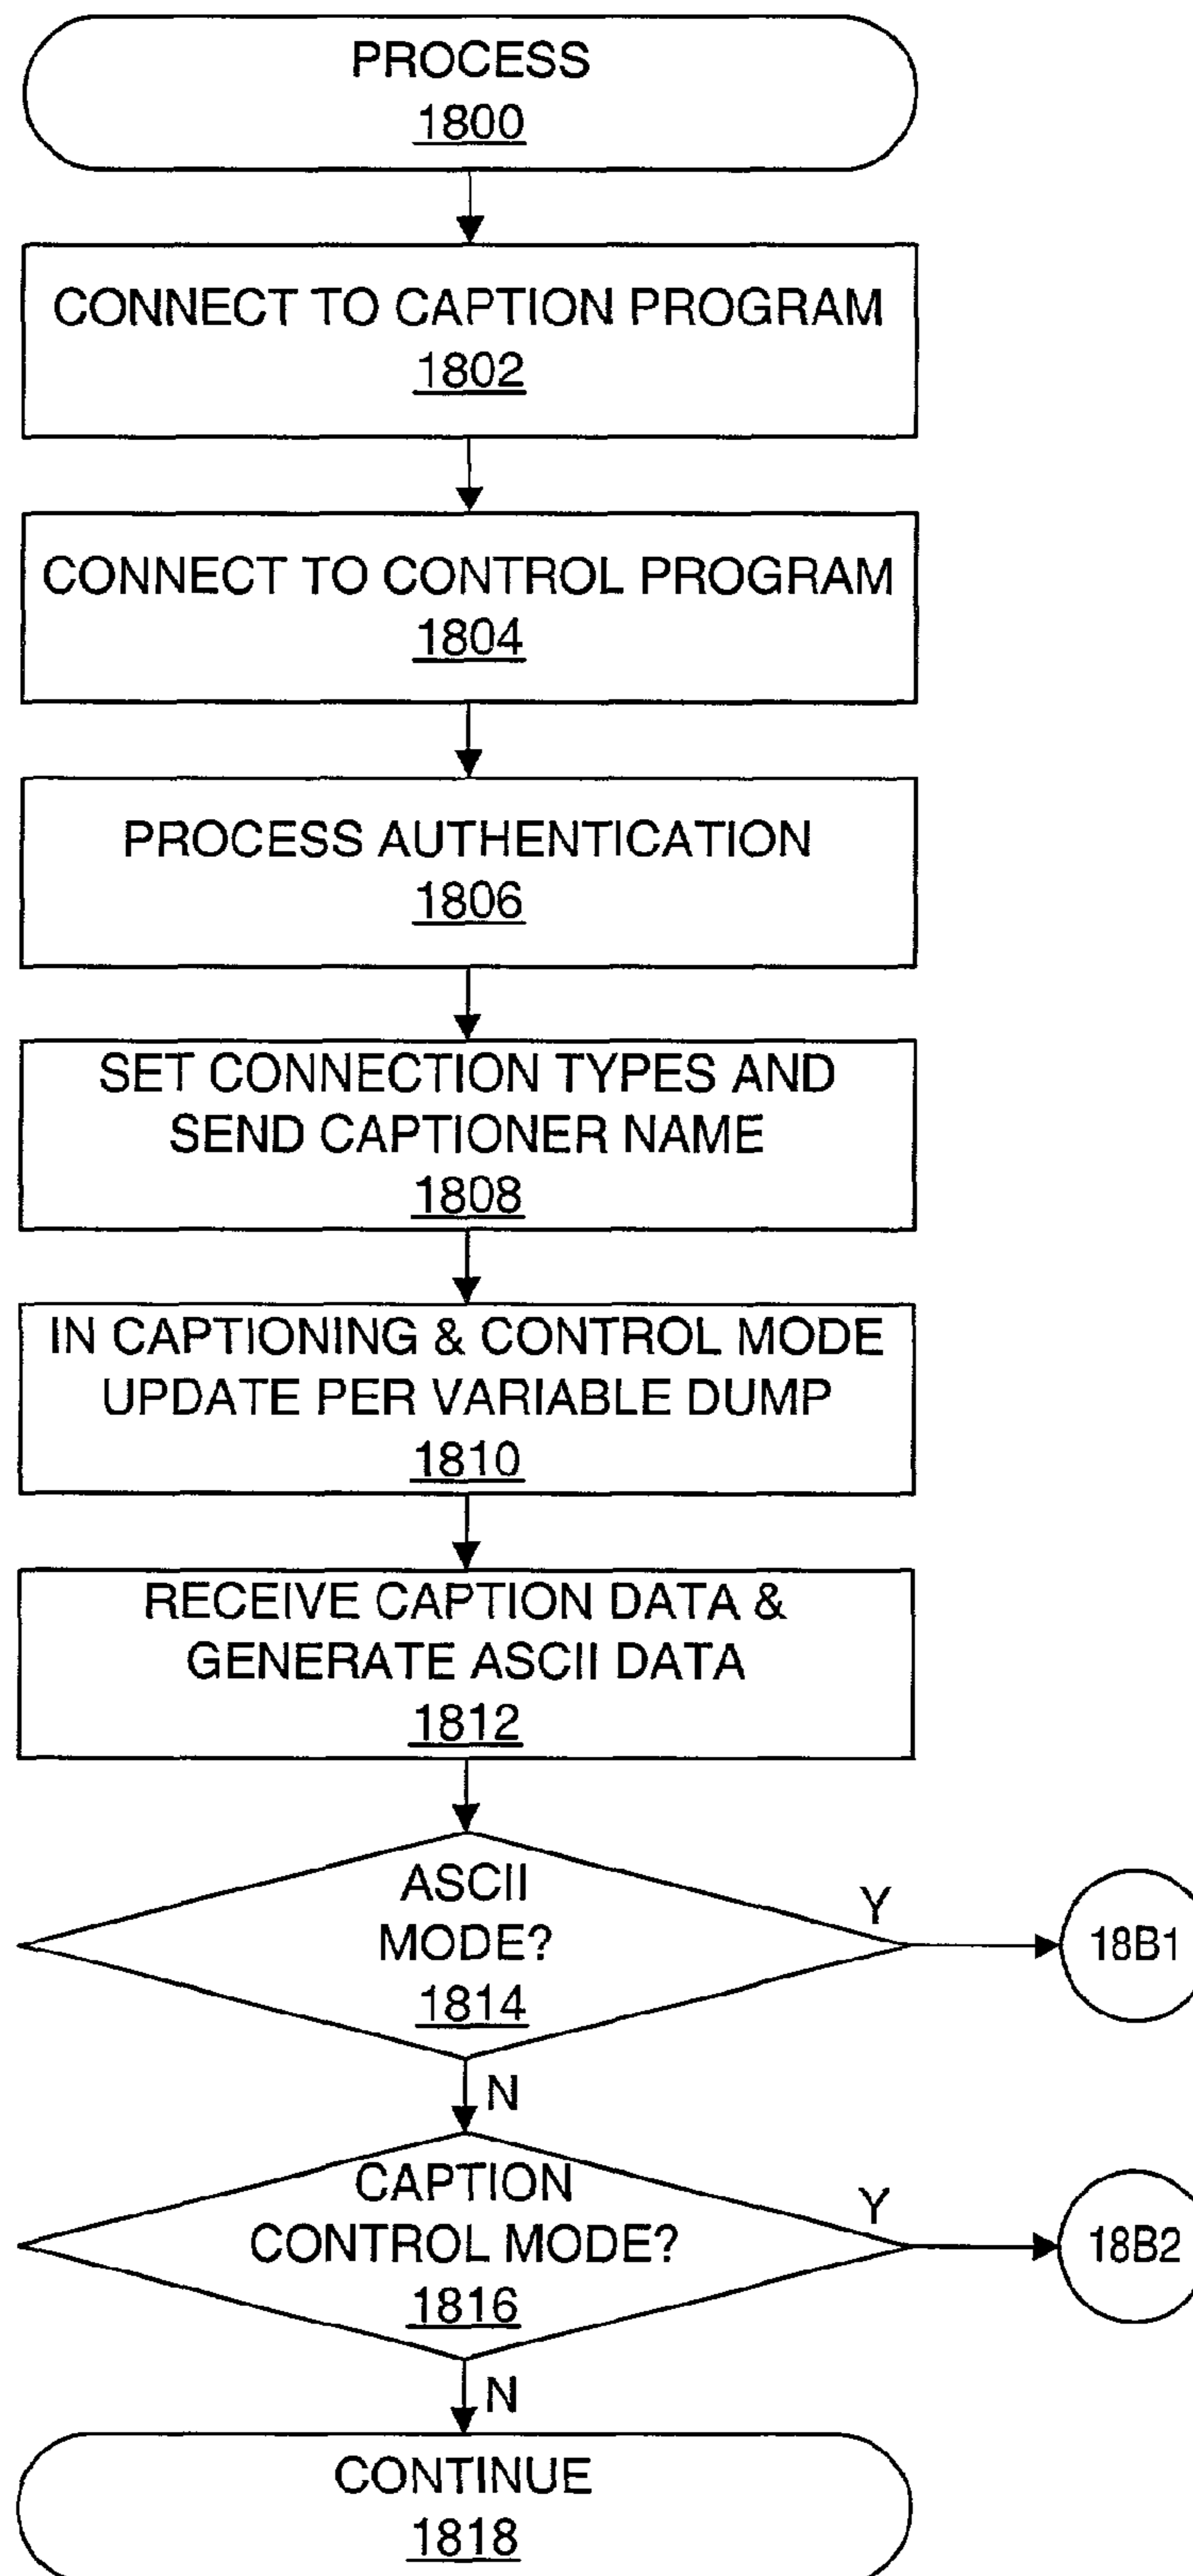 PROCESS
1800
CONNECT TO CAPTION PROGRAM
1802
CONNECT TO CONTROL PROGRAM
1804
PROCESS AUTHENTICATION
1806
SET CONNECTION TYPES AND
SEND CAPTIONER NAME
1808
IN CAPTIONING & CONTROL MODE
UPDATE PER VARIABLE DUMP
1810
RECEIVE CAPTION DATA &
GENERATE ASCII DATA
1812
ASCII
MODE?
1814
Y
18B1
N
CAPTION
CONTROL MODE?
1816
Y
18B2
N
CONTINUE
1818